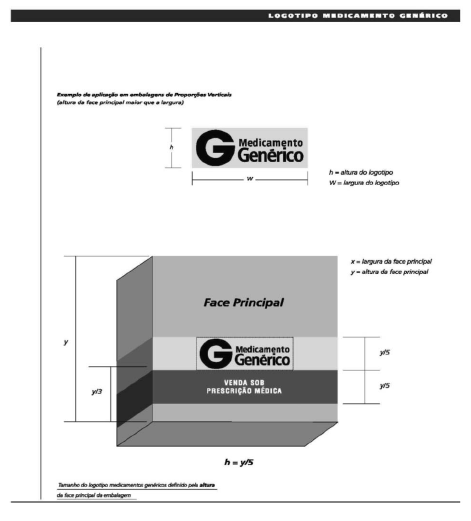 LOGOTIPO MEDICAMENTO GENÉRICO
Exemplo de aplicação em embalagens de Proporções Verticais
(altura da face principal maior que a largura)
h
G Medicamento
Genérico
W
h = altura do logotipo
W = largura do logotipo
x = largura da face principal
y = altura da face principal
Face Principal
y
G Medicamento
Genérico
y/5
y/3
VENDA SOB
PRESCRIÇÃO MÉDICA
y/5
h = y/5
Tamanho do logotipo medicamentos genéricos definido pela altura
da face principal da embalagem